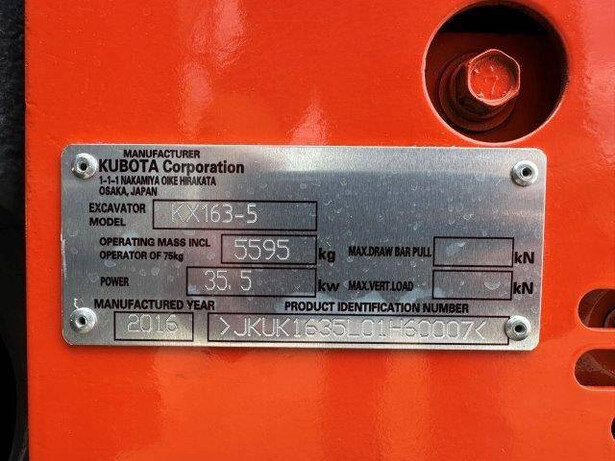 MANUFACTURER
KUBOTA Corporation
1-1-1 NAKAMIYA OIKE HIRAKATA
OSAKA, JAPAN
EXCAVATOR MODEL KX163-5
OPERATING MASS INCL OPERATOR OF 75kg 5595 kg MAX.DRAW BAR PULL kN
POWER 35.5 kw MAX.VERT.LOAD kN
MANUFACTURED YEAR PRODUCT IDENTIFICATION NUMBER
2016 >JKUK1635L01H60007<